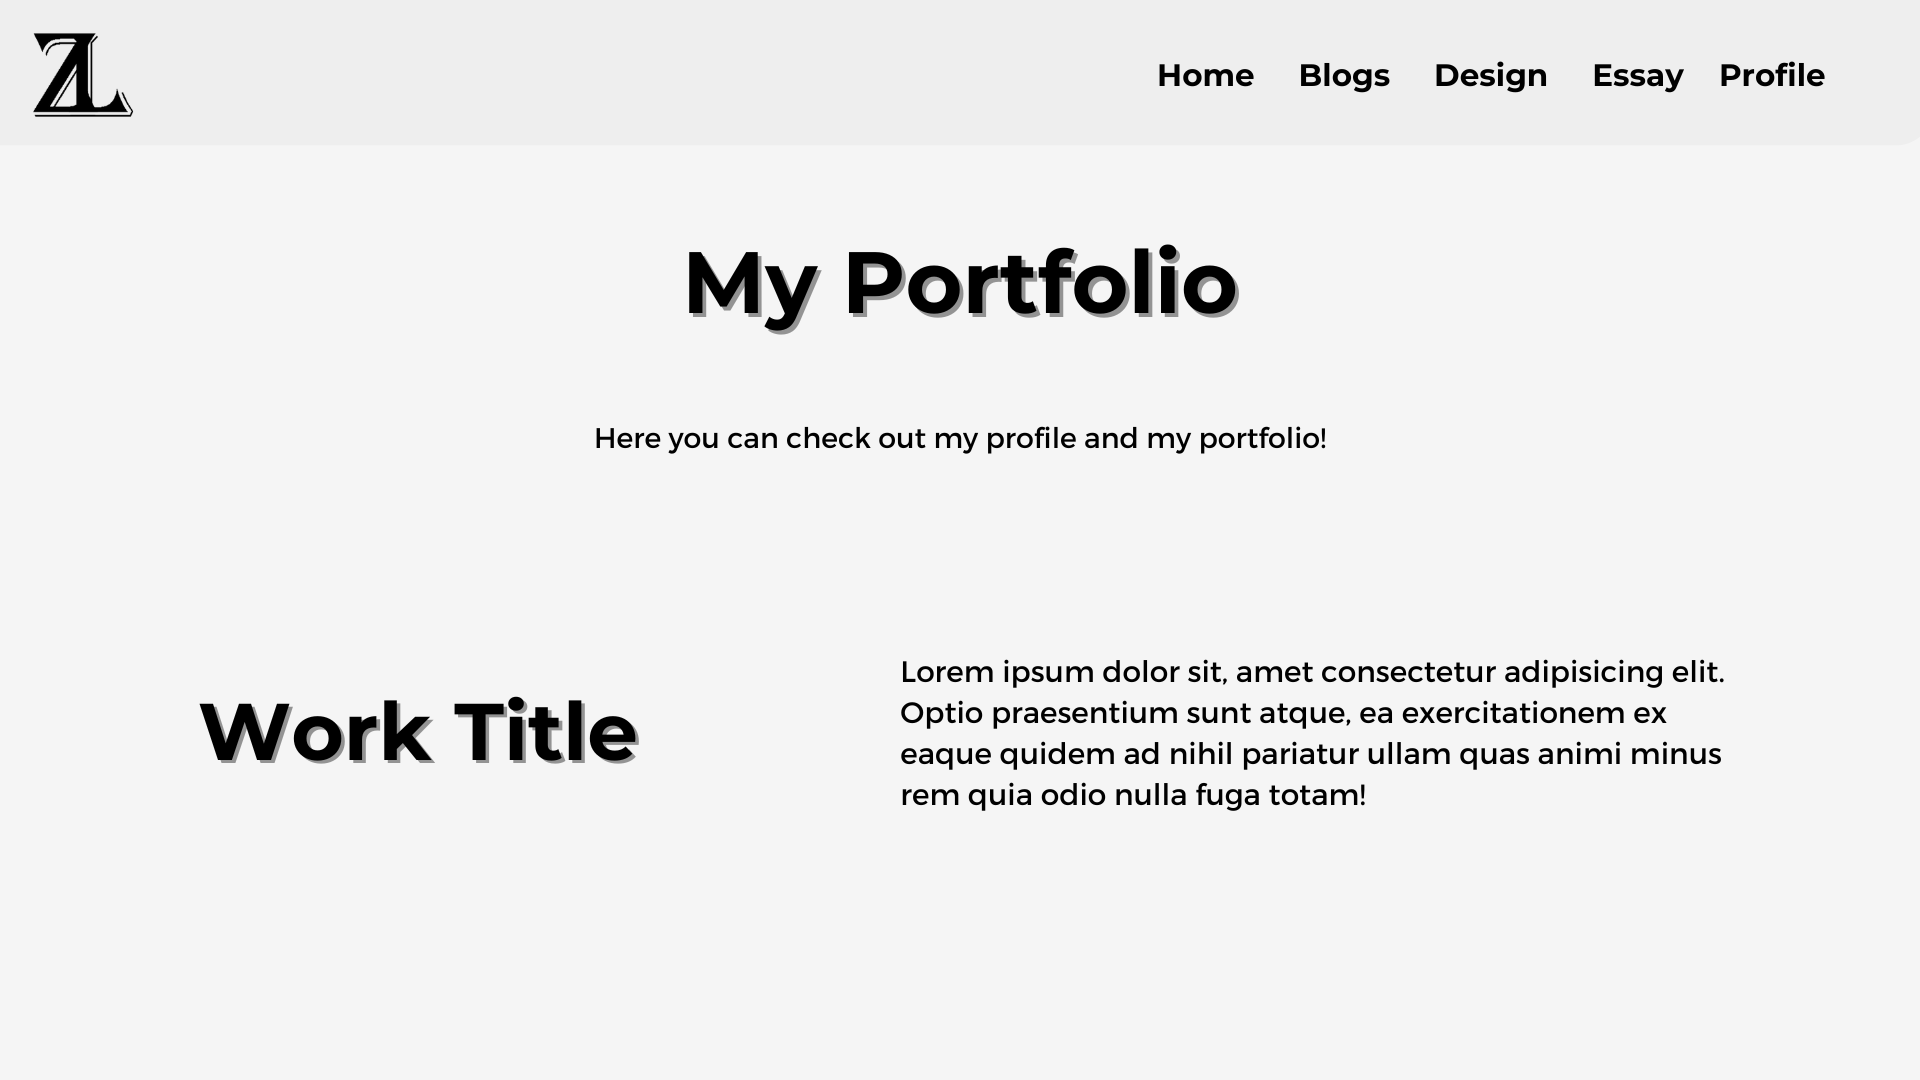 ZL
Home Blogs Design Essay Profile
My Portfolio
Here you can check out my profile and my portfolio!
Work Title
Lorem ipsum dolor sit, amet consectetur adipisicing elit.
Optio praesentium sunt atque, ea exercitationem ex
eaque quidem ad nihil pariatur ullam quas animi minus
rem quia odio nulla fuga totam!